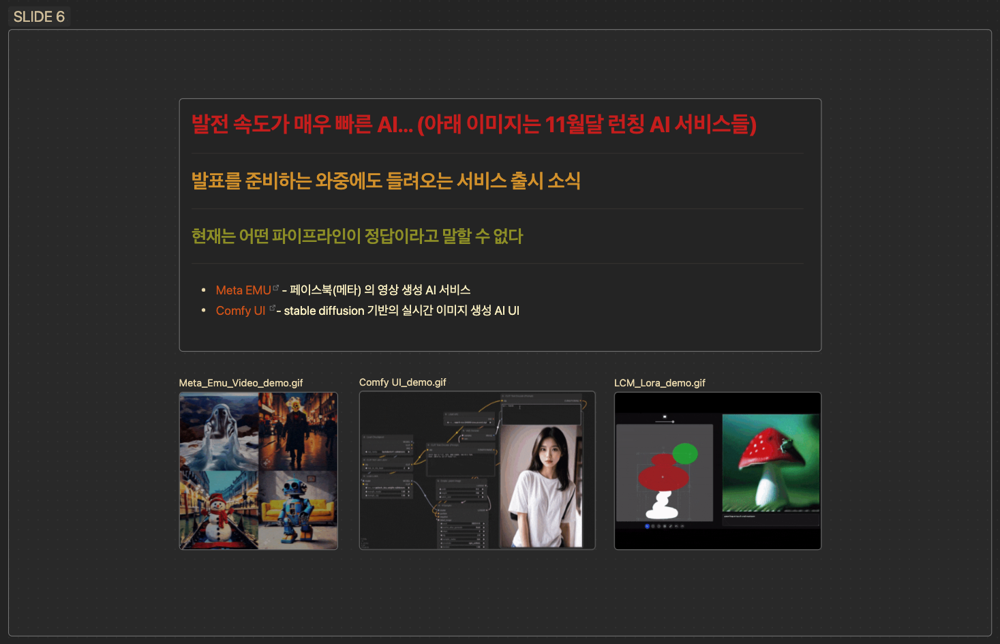 SLIDE 6
발전 속도가 매우 빠른 AI... (아래 이미지는 11월달 런칭 AI 서비스들)
발표를 준비하는 와중에도 들려오는 서비스 출시 소식
현재는 어떤 파이프라인이 정답이라고 말할 수 없다
• Meta EMU - 페이스북(메타) 의 영상 생성 AI 서비스
• Comfy UI - stable diffusion 기반의 실시간 이미지 생성 AI UI
Meta_Emu_Video_demo.gif
Comfy UI_demo.gif
LCM_Lora_demo.gif